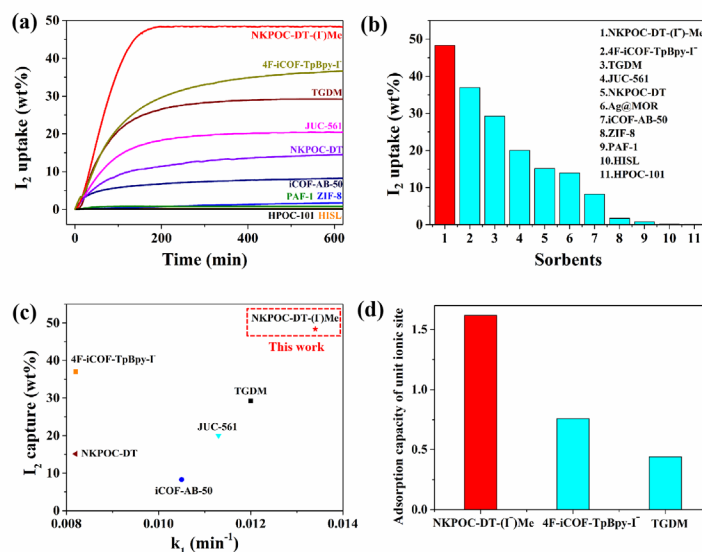 (a)
50
40
30
20
10
0
I₂ uptake (wt%)
NKPOC-DT-(I⁻)Me
4F-iCOF-TpBpy-I⁻
TGDM
JUC-561
NKPOC-DT
iCOF-AB-50
PAF-1 ZIF-8
HPOC-101 HISL
0 200 400 600
Time (min)
(b)
50
40
30
20
10
0
I₂ uptake (wt%)
1.NKPOC-DT-(I⁻)-Me
2.4F-iCOF-TpBpy-I⁻
3.TGDM
4.JUC-561
5.NKPOC-DT
6.Ag@MOR
7.iCOF-AB-50
8.ZIF-8
9.PAF-1
10.HISL
11.HPOC-101
1 2 3 4 5 6 7 8 9 10 11
Sorbents
(c)
60
50
40
30
20
10
0
I₂ capture (wt%)
NKPOC-DT-(I⁻)Me
This work
4F-iCOF-TpBpy-I⁻
TGDM
JUC-561
NKPOC-DT
iCOF-AB-50
0.008 0.010 0.012 0.014
k₁ (min⁻¹)
(d)
1.5
1.0
0.5
0.0
Adsorption capacity of unit ionic site
NKPOC-DT-(I⁻)Me 4F-iCOF-TpBpy-I⁻ TGDM